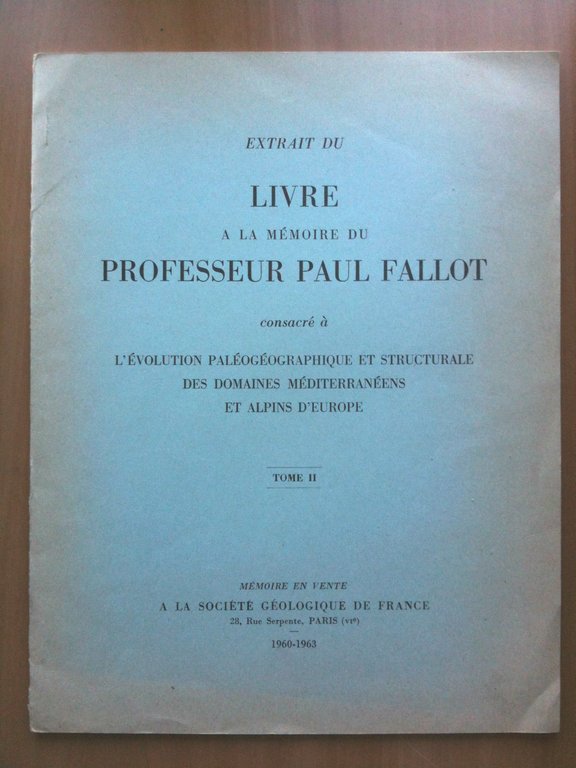 EXTRAIT DU
LIVRE
A LA MÉMOIRE DU
PROFESSEUR PAUL FALLOT
consacré à
L'ÉVOLUTION PALÉOGÉOGRAPHIQUE ET STRUCTURALE
DES DOMAINES MÉDITERRANÉENS
ET ALPINS D'EUROPE
TOME II
MÉMOIRE EN VENTE
A LA SOCIÉTÉ GÉOLOGIQUE DE FRANCE
28, Rue Serpente, PARIS (VIe)
1960-1963